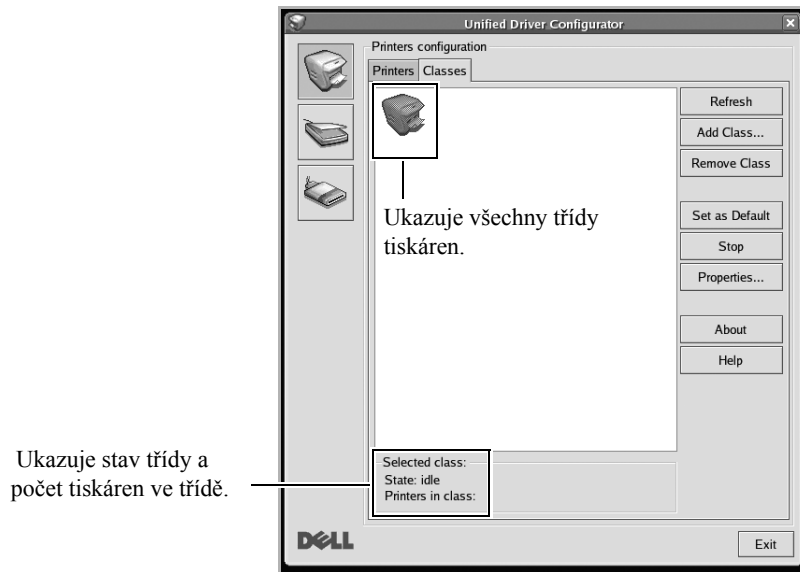 Unified Driver Configurator
Printers configuration
Printers
Classes
Refresh
Add Class...
Remove Class
Set as Default
Stop
Properties...
About
Help
Ukazuje všechny třídy
tiskáren.
Selected class:
State: idle
Printers in class:
Ukazuje stav třídy a
počet tiskáren ve třídě.
DELL
Exit